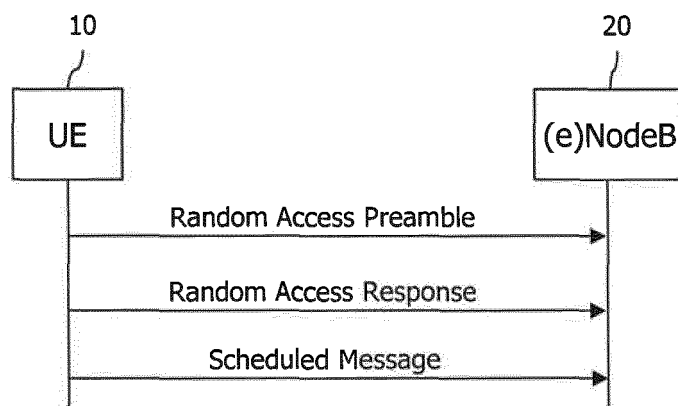 10
20
UE
(e)NodeB
Random Access Preamble
Random Access Response
Scheduled Message